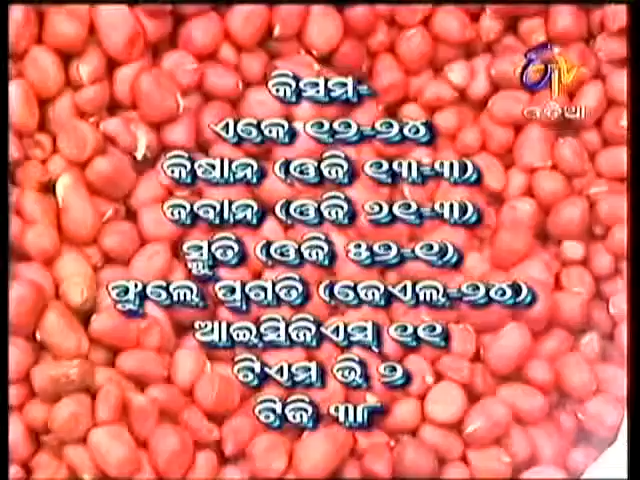 କିସମ-
ଏକେ ୧୨-୨୪
କିଷାନ (ଓଜି ୧୩-୩)
ଜବାନ (ଓଜି ୨୧-୩)
ସ୍ମୃତି (ଓଜି ୫୨-୧)
ଫୁଲେ ପ୍ରଗତି (ଜେଏଲ-୨୪)
ଆଇସିଜିଏସ୍ ୧୧
ଟିଏମ ଭି ୨
ଟିଜି ୩୮
ETV
ଓଡ଼ିଆ